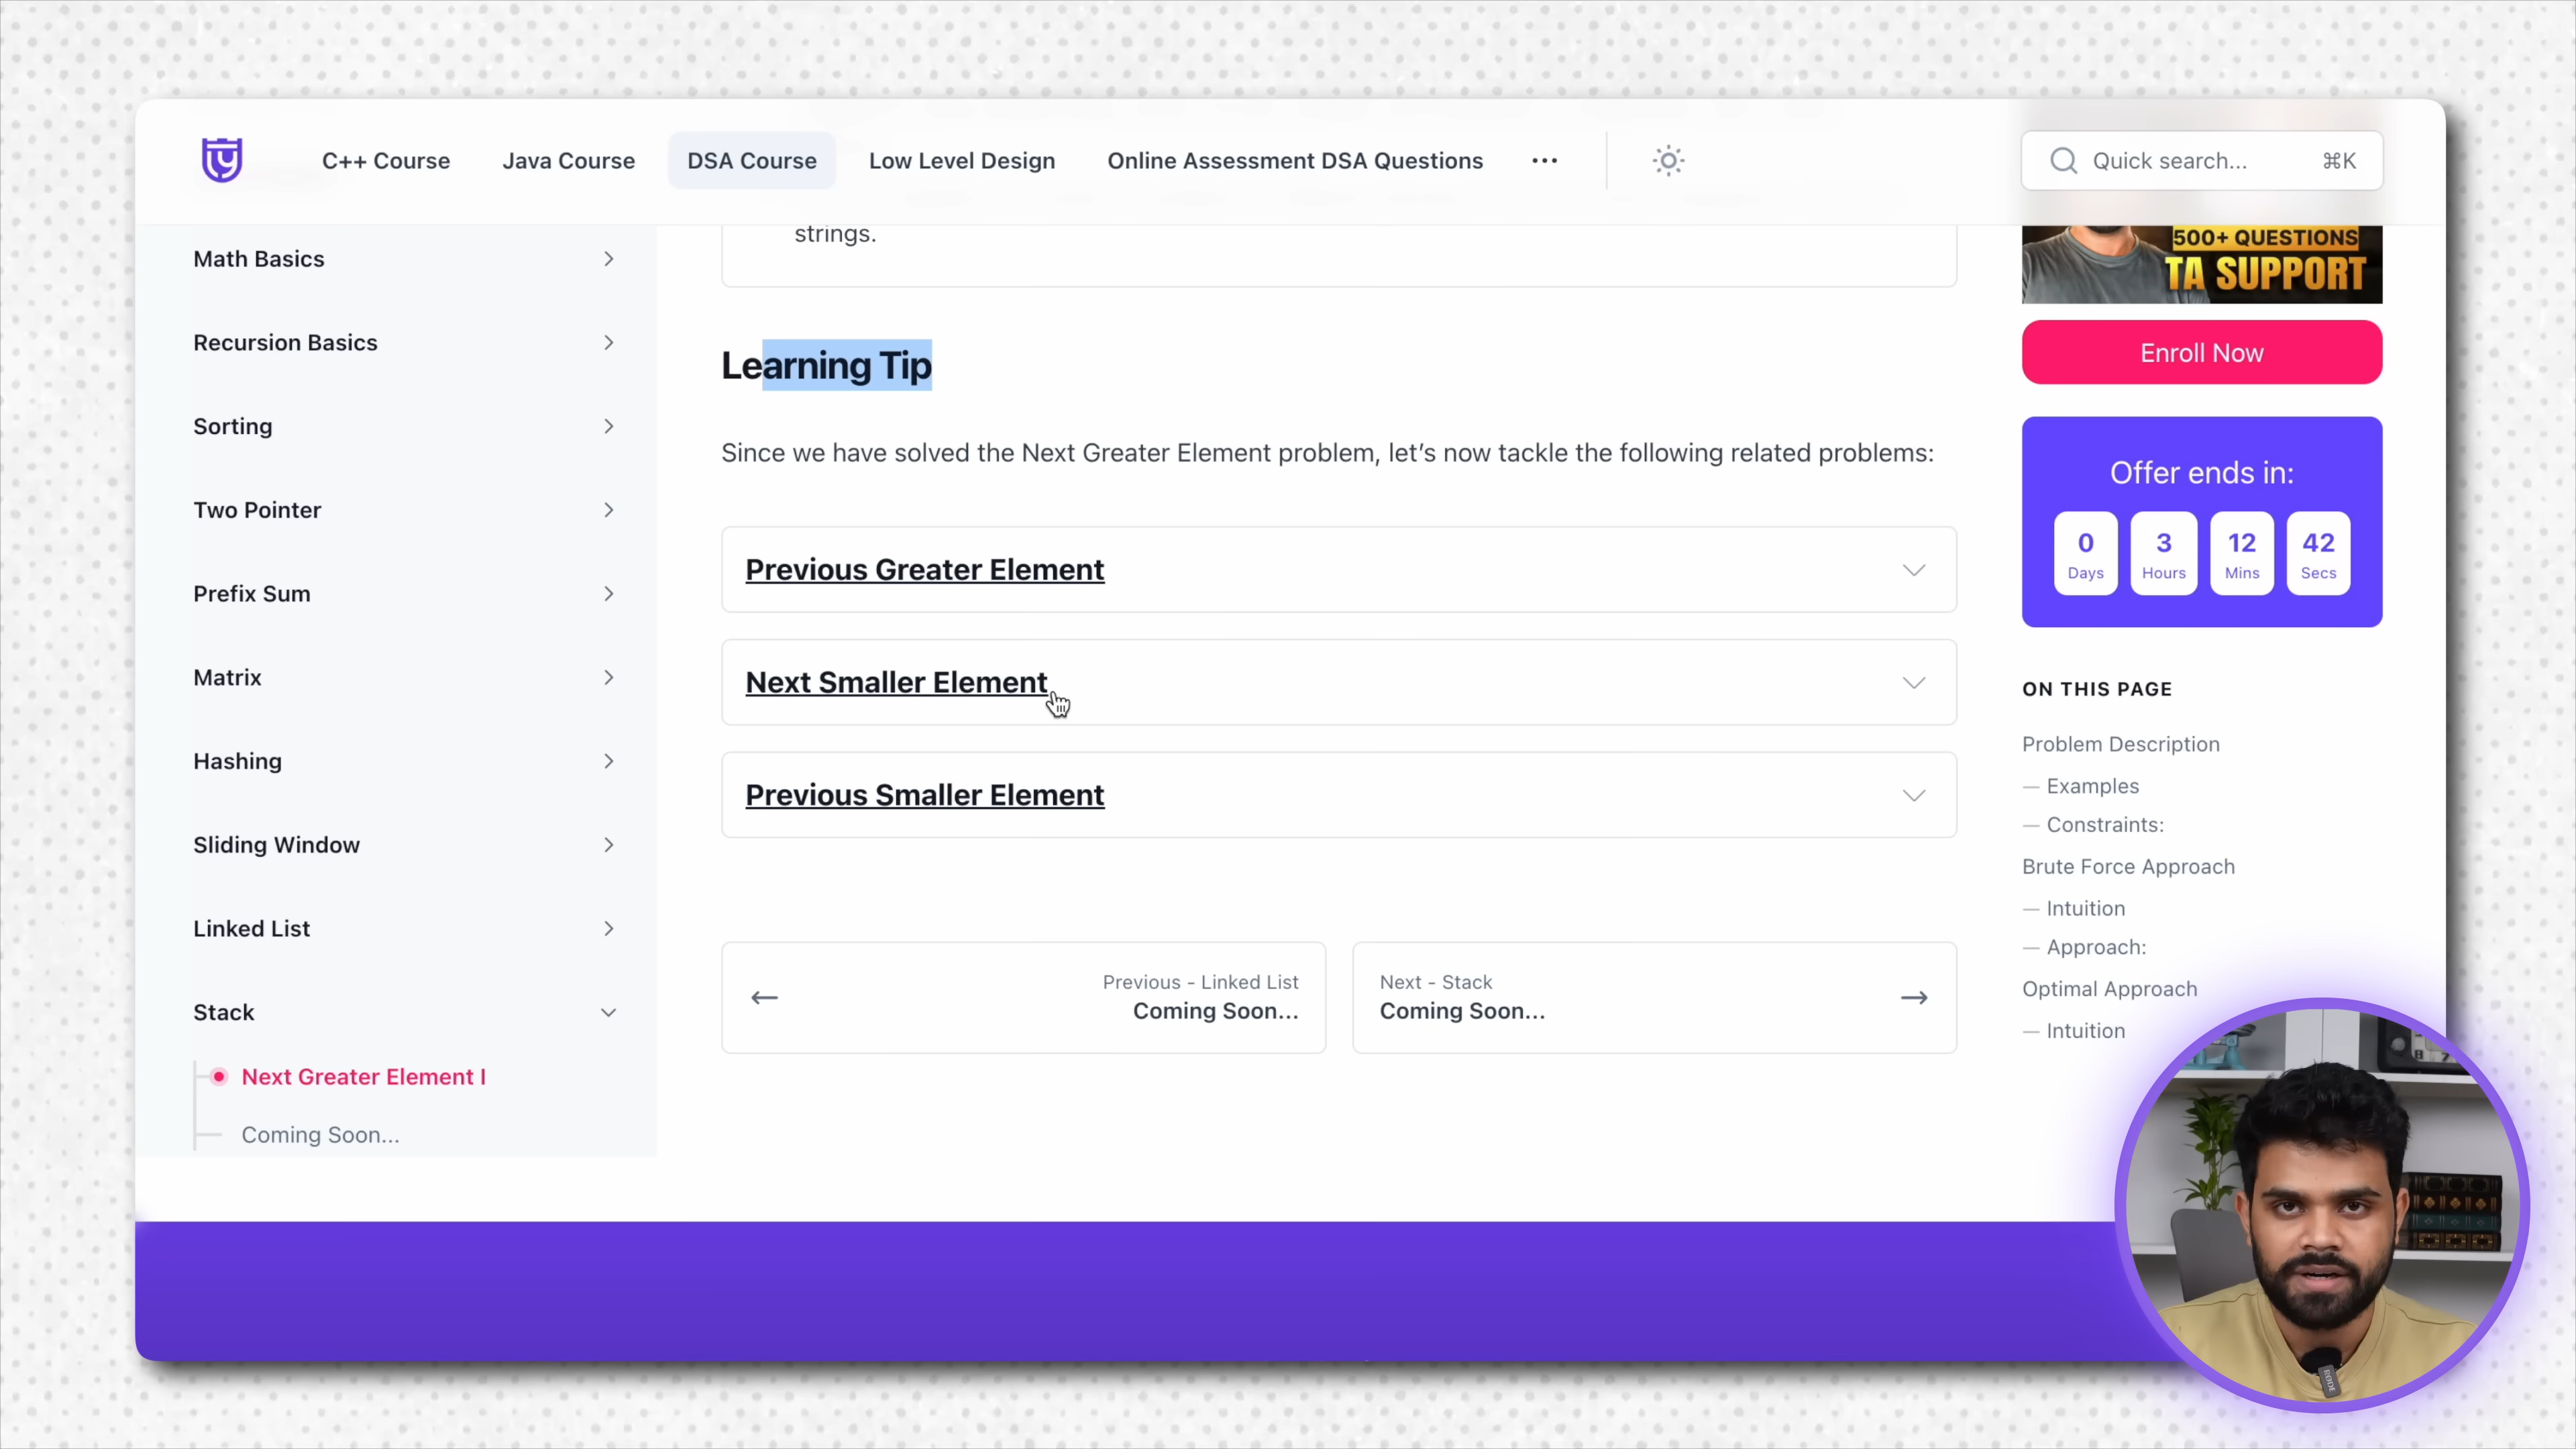 C++ Course
Java Course
DSA Course
Low Level Design
Online Assessment DSA Questions
Quick search...
⌘K
Math Basics
Recursion Basics
Sorting
Two Pointer
Prefix Sum
Matrix
Hashing
Sliding Window
Linked List
Stack
Next Greater Element I
Coming Soon...
strings.
Learning Tip
Since we have solved the Next Greater Element problem, let's now tackle the following related problems:
Previous Greater Element
Next Smaller Element
Previous Smaller Element
Previous - Linked List
Coming Soon...
Next - Stack
Coming Soon...
500+ QUESTIONS
TA SUPPORT
Enroll Now
Offer ends in:
0 3 12 42
Days Hours Mins Secs
ON THIS PAGE
Problem Description
— Examples
— Constraints:
Brute Force Approach
— Intuition
— Approach:
Optimal Approach
— Intuition
RODE